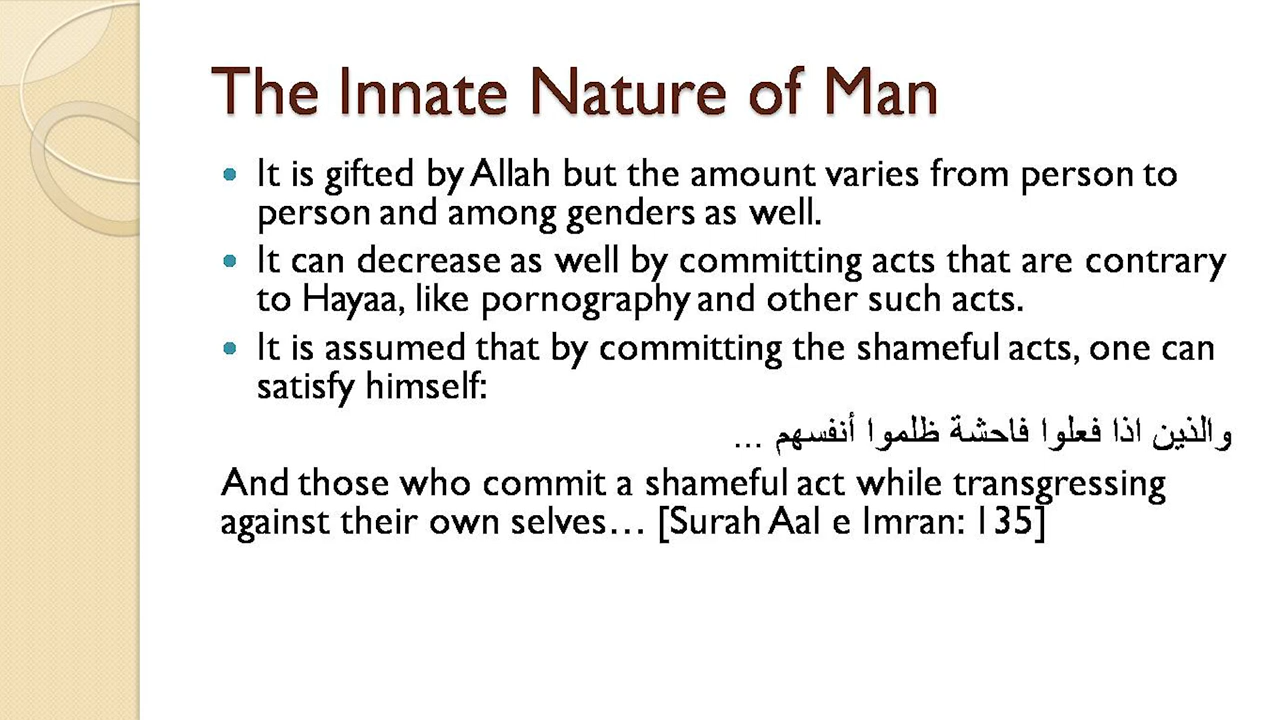 The Innate Nature of Man
• It is gifted by Allah but the amount varies from person to
person and among genders as well.
• It can decrease as well by committing acts that are contrary
to Hayaa, like pornography and other such acts.
• It is assumed that by committing the shameful acts, one can
satisfy himself:
والذين اذا فعلوا فاحشة ظلموا أنفسهم ...
And those who commit a shameful act while transgressing
against their own selves… [Surah Aal e Imran: 135]